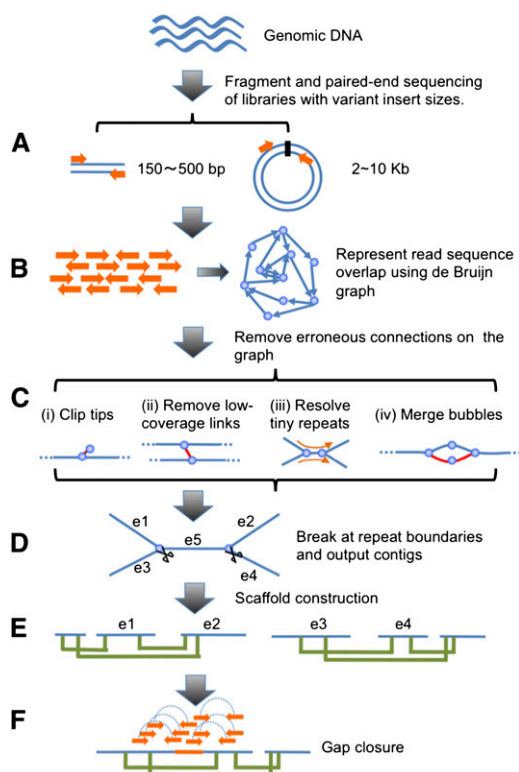 Genomic DNA
Fragment and paired-end sequencing
of libraries with variant insert sizes.
A
150~500 bp
2~10 Kb
B
Represent read sequence
overlap using de Bruijn
graph
Remove erroneous connections on the
graph
C
(i) Clip tips
(ii) Remove low-
coverage links
(iii) Resolve
tiny repeats
(iv) Merge bubbles
D
e1
e2
e5
e3
e4
Break at repeat boundaries
and output contigs
Scaffold construction
E
e1
e2
e3
e4
F
Gap closure